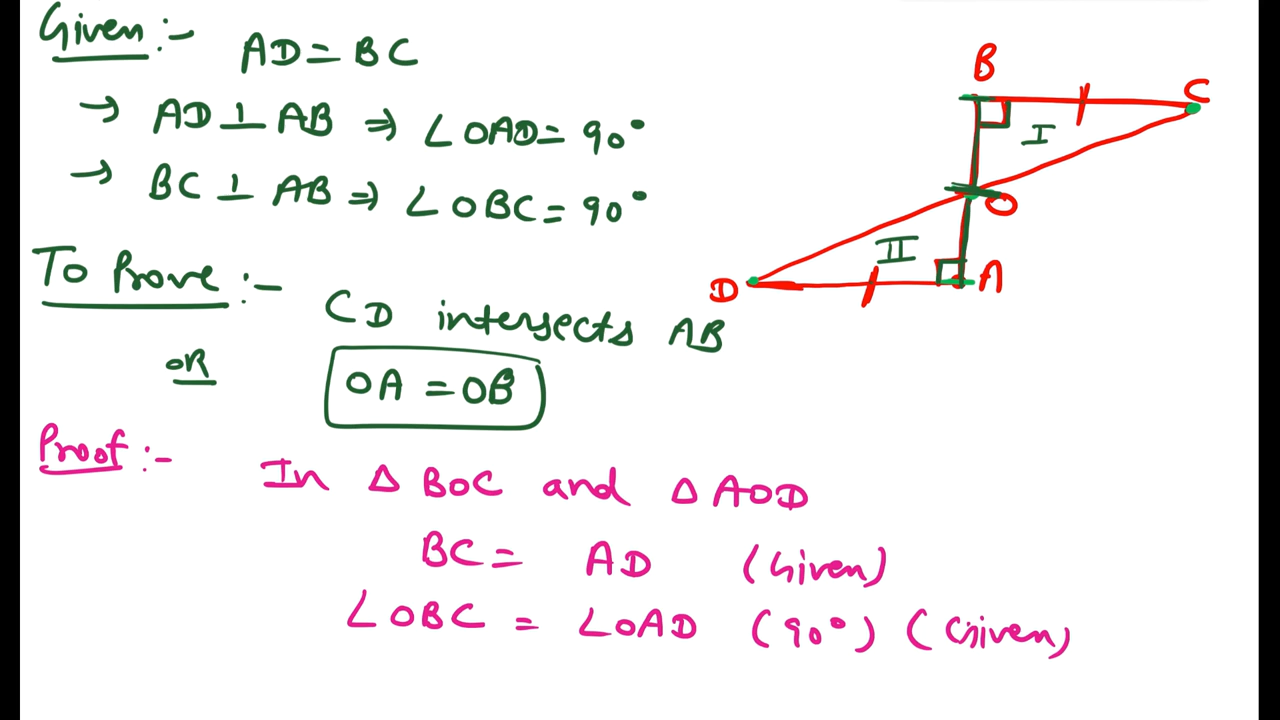 Given :-
AD = BC
→ AD ⊥ AB ⇒ ∠OAD = 90°
→ BC ⊥ AB ⇒ ∠OBC = 90°
To Prove :-
CD intersects AB
OR
OA = OB
Proof :-
In △ BOC and △ AOD
BC = AD (Given)
∠OBC = ∠OAD (90°) (Given)
B
C
I
O
II
D
A